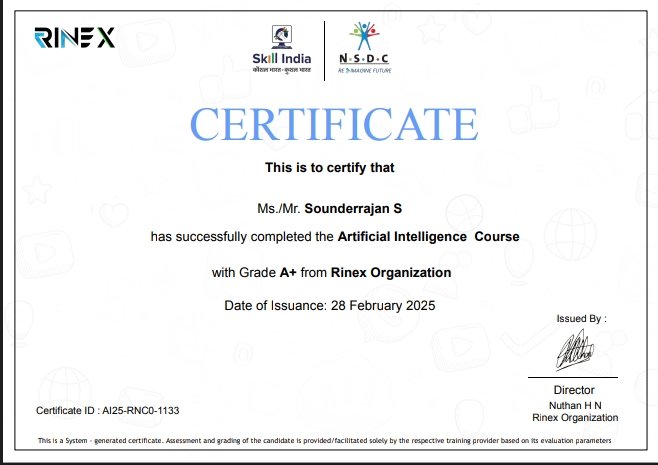 RINEX
Skill India
कौशल भारत - कुशल भारत
N·S·D·C
RE-IMAGINE FUTURE
CERTIFICATE
This is to certify that
Ms./Mr. Sounderrajan S
has successfully completed the Artificial Intelligence Course
with Grade A+ from Rinex Organization
Date of Issuance: 28 February 2025
Issued By :
Director
Nuthan H N
Rinex Organization
Certificate ID : AI25-RNC0-1133
This is a System - generated certificate. Assessment and grading of the candidate is provided/facilitated solely by the respective training provider based on its evaluation parameters